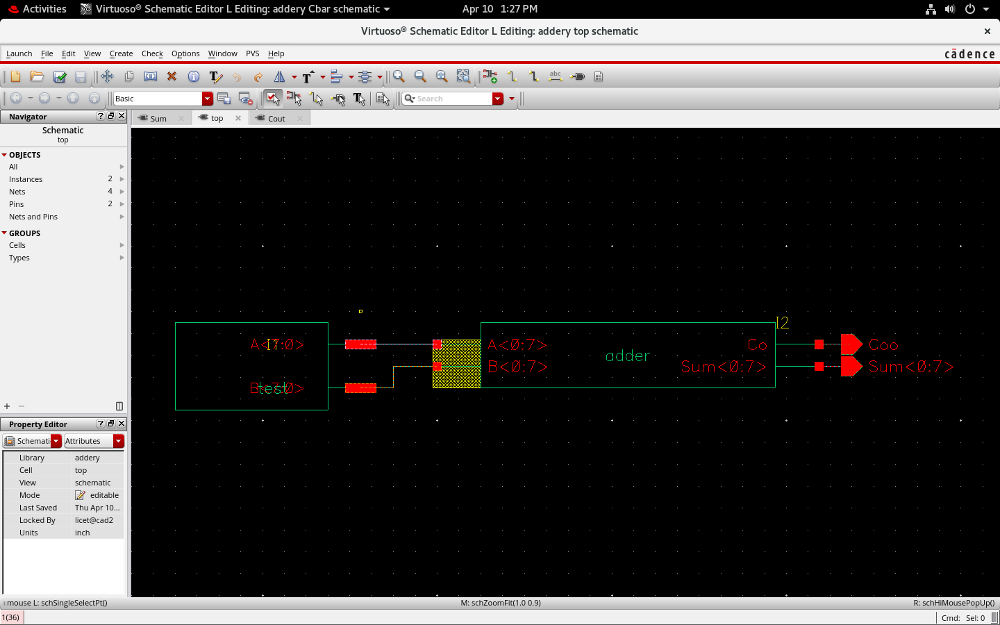 Activities
Virtuoso® Schematic Editor L Editing: addery Cbar schematic
Apr 10 1:27 PM
Virtuoso® Schematic Editor L Editing: addery top schematic
Launch File Edit View Create Check Options Window PVS Help
cādence
abc
Basic
Search
Navigator
Sum
top
Cout
Schematic
top
OBJECTS
All
Instances 2
Nets 4
Pins 2
Nets and Pins
GROUPS
Cells
Types
I2
A<7:0>
A<0:7>
Co
Coo
adder
B<0:7>
Sum<0:7>
Sum<0:7>
B<7:0>
test
Property Editor
Schemati
Attributes
Library addery
Cell top
View schematic
Mode editable
Last Saved Thu Apr 10...
Locked By licet@cad2
Units inch
mouse L: schSingleSelectPt()
M: schZoomFit(1.0 0.9)
R: schHiMousePopUp()
1(36)
Cmd: Sel: 0